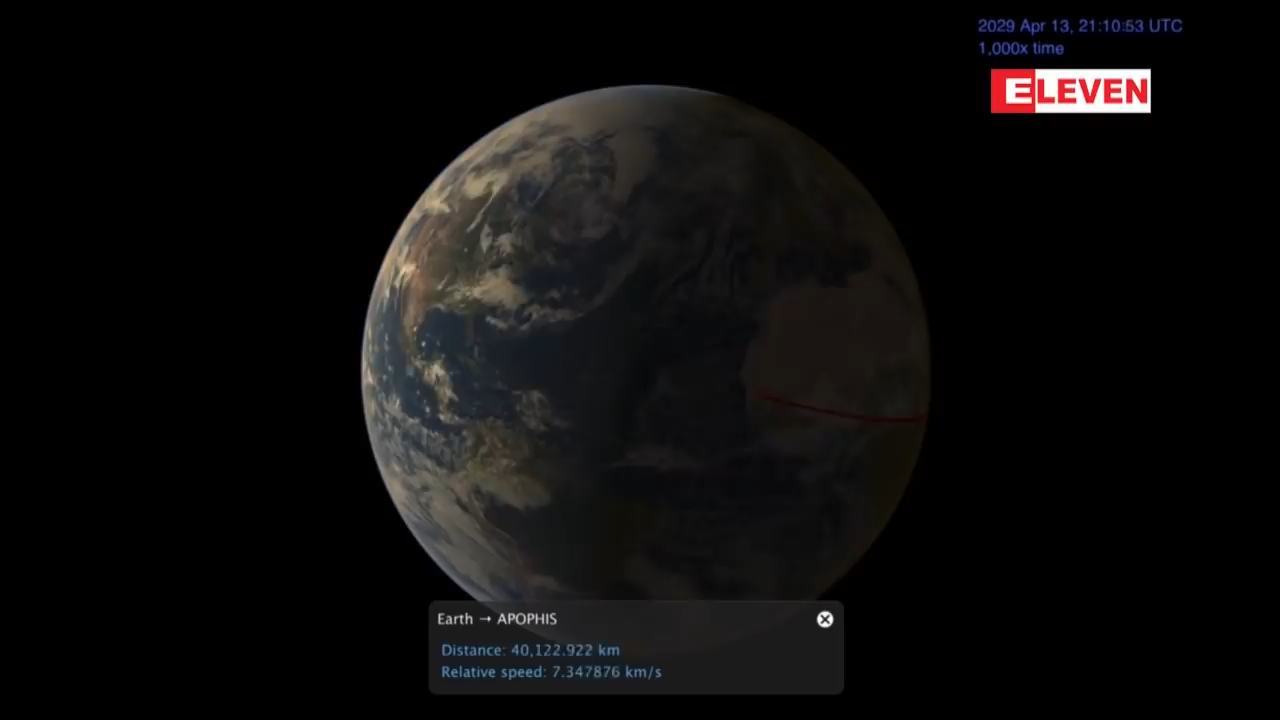 2029 Apr 13, 21:10:53 UTC
1,000x time
ELEVEN
Earth → APOPHIS
Distance: 40,122.922 km
Relative speed: 7.347876 km/s